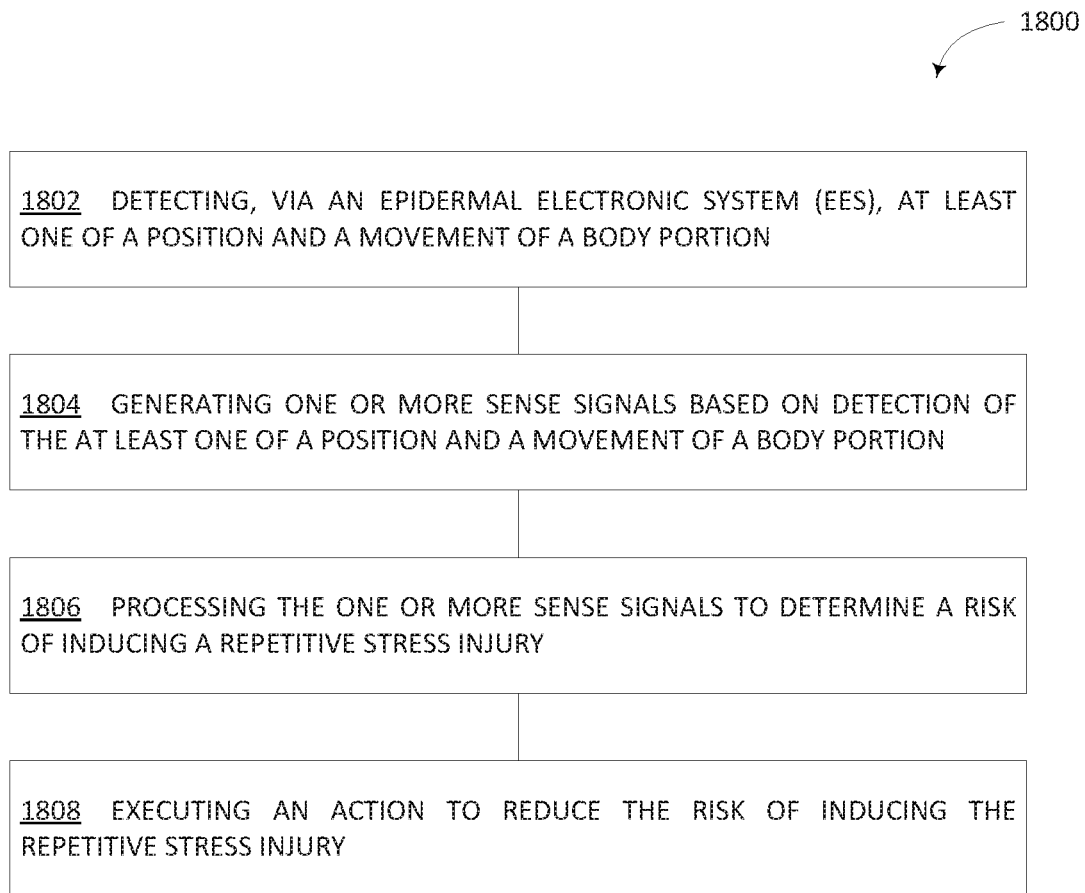 1800
1802 DETECTING, VIA AN EPIDERMAL ELECTRONIC SYSTEM (EES), AT LEAST
ONE OF A POSITION AND A MOVEMENT OF A BODY PORTION
1804 GENERATING ONE OR MORE SENSE SIGNALS BASED ON DETECTION OF
THE AT LEAST ONE OF A POSITION AND A MOVEMENT OF A BODY PORTION
1806 PROCESSING THE ONE OR MORE SENSE SIGNALS TO DETERMINE A RISK
OF INDUCING A REPETITIVE STRESS INJURY
1808 EXECUTING AN ACTION TO REDUCE THE RISK OF INDUCING THE
REPETITIVE STRESS INJURY